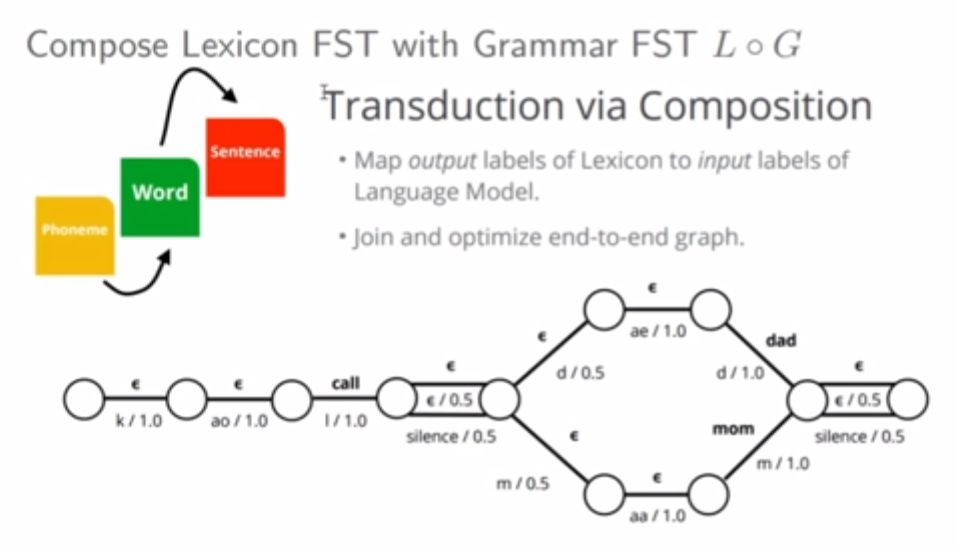 Compose Lexicon FST with Grammar FST L ∘ G
Transduction via Composition
Sentence
Word
Phoneme
• Map output labels of Lexicon to input labels of
Language Model.
• Join and optimize end-to-end graph.
ϵ
ae / 1.0
ϵ
d / 0.5
dad
d / 1.0
ϵ
k / 1.0
ϵ
ao / 1.0
call
l / 1.0
ϵ
ϵ / 0.5
silence / 0.5
ϵ
ϵ / 0.5
silence / 0.5
ϵ
m / 0.5
mom
m / 1.0
ϵ
aa / 1.0